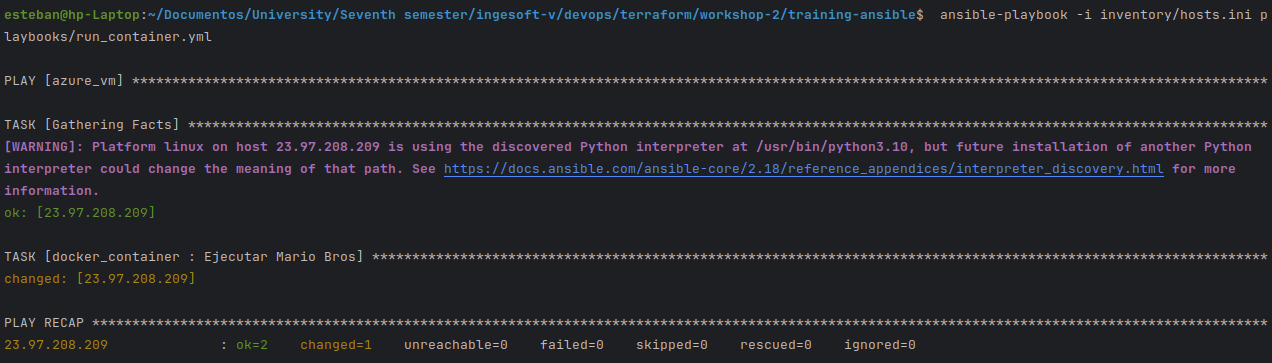 esteban@hp-Laptop:~/Documentos/University/Seventh semester/ingesoft-v/devops/terraform/workshop-2/training-ansible$  ansible-playbook -i inventory/hosts.ini p
laybooks/run_container.yml
PLAY [azure_vm] **********************************************************************************************************************************************
TASK [Gathering Facts] ***************************************************************************************************************************************
[WARNING]: Platform linux on host 23.97.208.209 is using the discovered Python interpreter at /usr/bin/python3.10, but future installation of another Python
interpreter could change the meaning of that path. See https://docs.ansible.com/ansible-core/2.18/reference_appendices/interpreter_discovery.html for more
information.
ok: [23.97.208.209]
TASK [docker_container : Ejecutar Mario Bros] ****************************************************************************************************************
changed: [23.97.208.209]
PLAY RECAP ***************************************************************************************************************************************************
23.97.208.209              : ok=2    changed=1    unreachable=0    failed=0    skipped=0    rescued=0    ignored=0